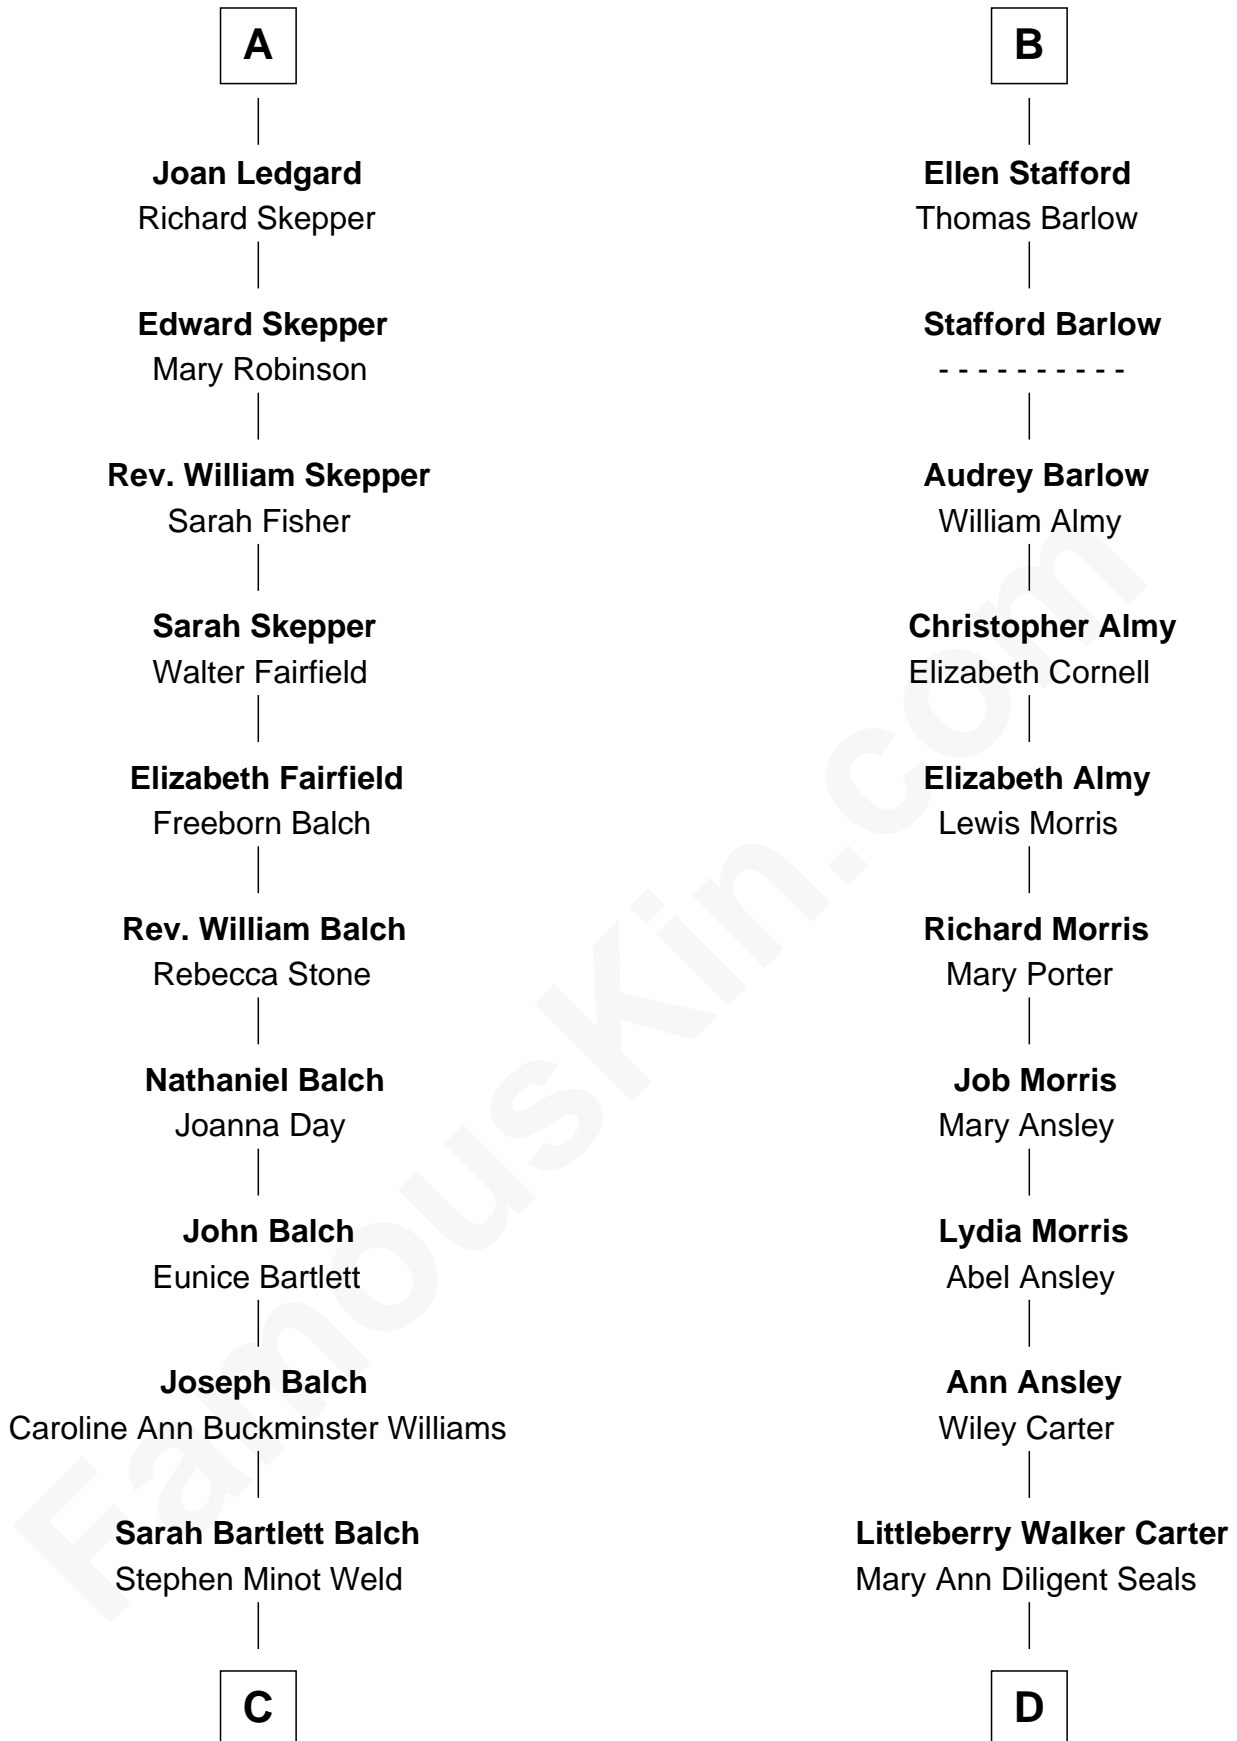 A
Joan Ledgard
Richard Skepper
Edward Skepper
Mary Robinson
Rev. William Skepper
Sarah Fisher
Sarah Skepper
Walter Fairfield
Elizabeth Fairfield
Freeborn Balch
Rev. William Balch
Rebecca Stone
Nathaniel Balch
Joanna Day
John Balch
Eunice Bartlett
Joseph Balch
Caroline Ann Buckminster Williams
Sarah Bartlett Balch
Stephen Minot Weld
C
B
Ellen Stafford
Thomas Barlow
Stafford Barlow
- - - - - - - - - -
Audrey Barlow
William Almy
Christopher Almy
Elizabeth Cornell
Elizabeth Almy
Lewis Morris
Richard Morris
Mary Porter
Job Morris
Mary Ansley
Lydia Morris
Abel Ansley
Ann Ansley
Wiley Carter
Littleberry Walker Carter
Mary Ann Diligent Seals
D
FamousKin.com